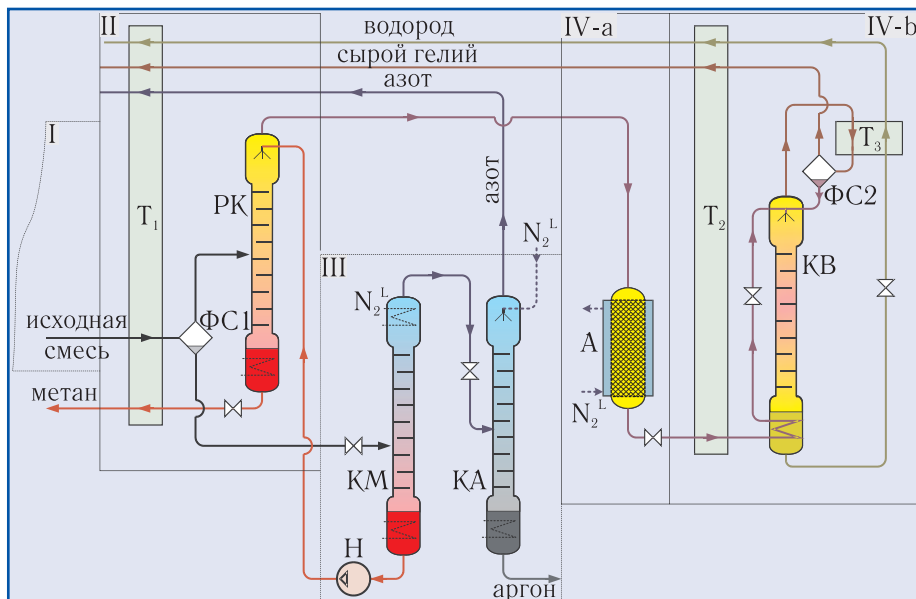 II
водород
IV-a
IV-b
сырой гелий
азот
I
T₃
РК
ФС2
азот
T₁
N₂ᴸ
T₂
КВ
III
ФС1
N₂ᴸ
исходная
смесь
А
метан
N₂ᴸ
КМ
КА
Н
аргон